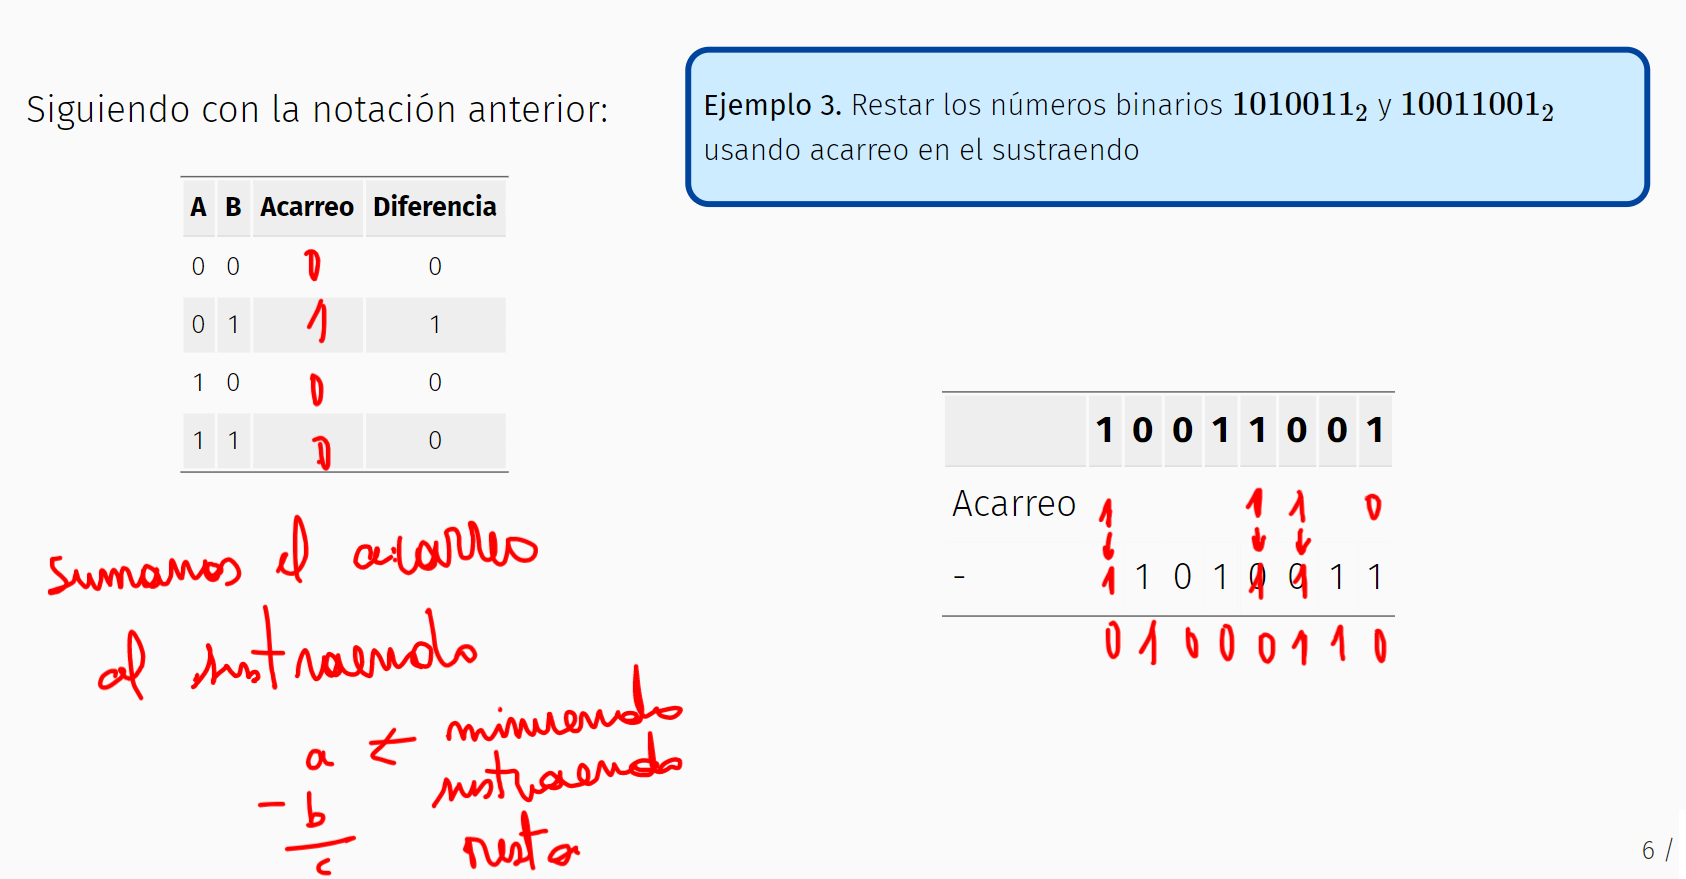 Siguiendo con la notación anterior:
A B Acarreo Diferencia
0 0 0 0
0 1 1 1
1 0 0 0
1 1 0 0
sumamos el acarreo
al sustraendo
a ← minuendo
- b sustraendo
c resta
Ejemplo 3. Restar los números binarios 1010011₂ y 10011001₂
usando acarreo en el sustraendo
1 0 0 1 1 0 0 1
Acarreo 1 1 1 0
- 1 1 0 1 1 1 1 1
0 1 0 0 0 1 1 0
6 /